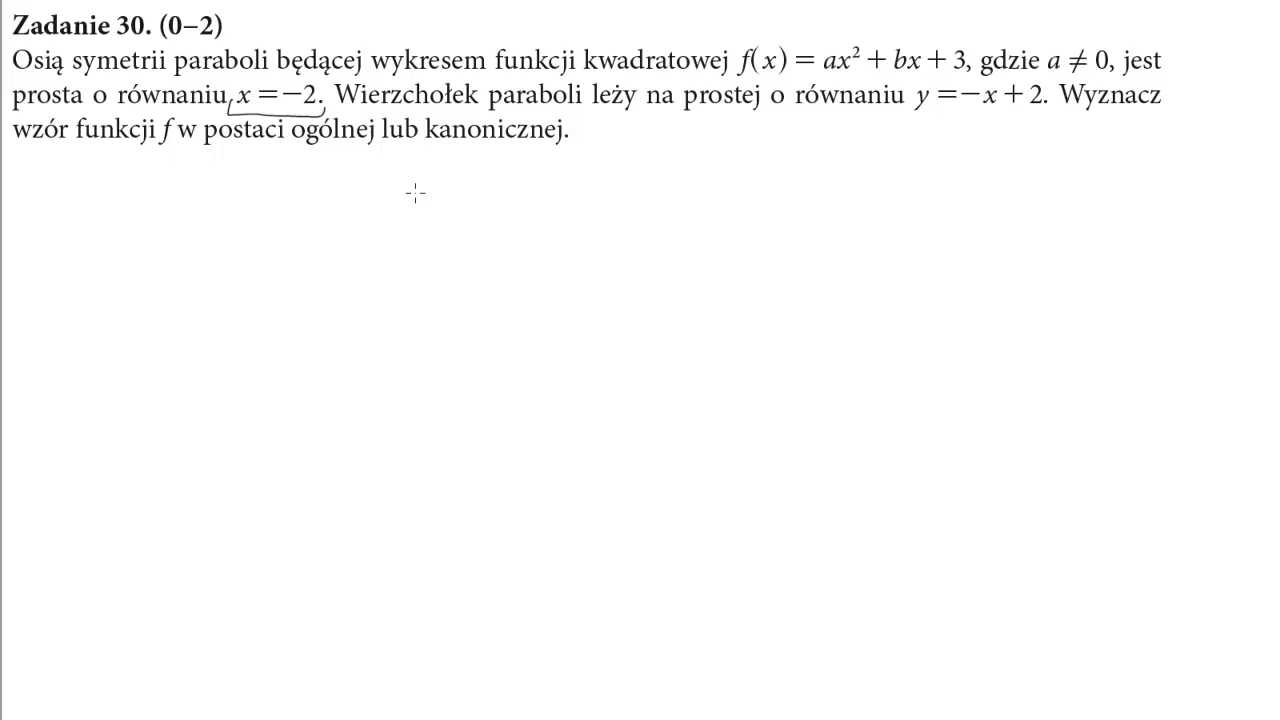 Zadanie 30. (0–2)
Osią symetrii paraboli będącej wykresem funkcji kwadratowej f(x) = ax² + bx + 3, gdzie a ≠ 0, jest
prosta o równaniu x = −2. Wierzchołek paraboli leży na prostej o równaniu y = −x + 2. Wyznacz
wzór funkcji f w postaci ogólnej lub kanonicznej.